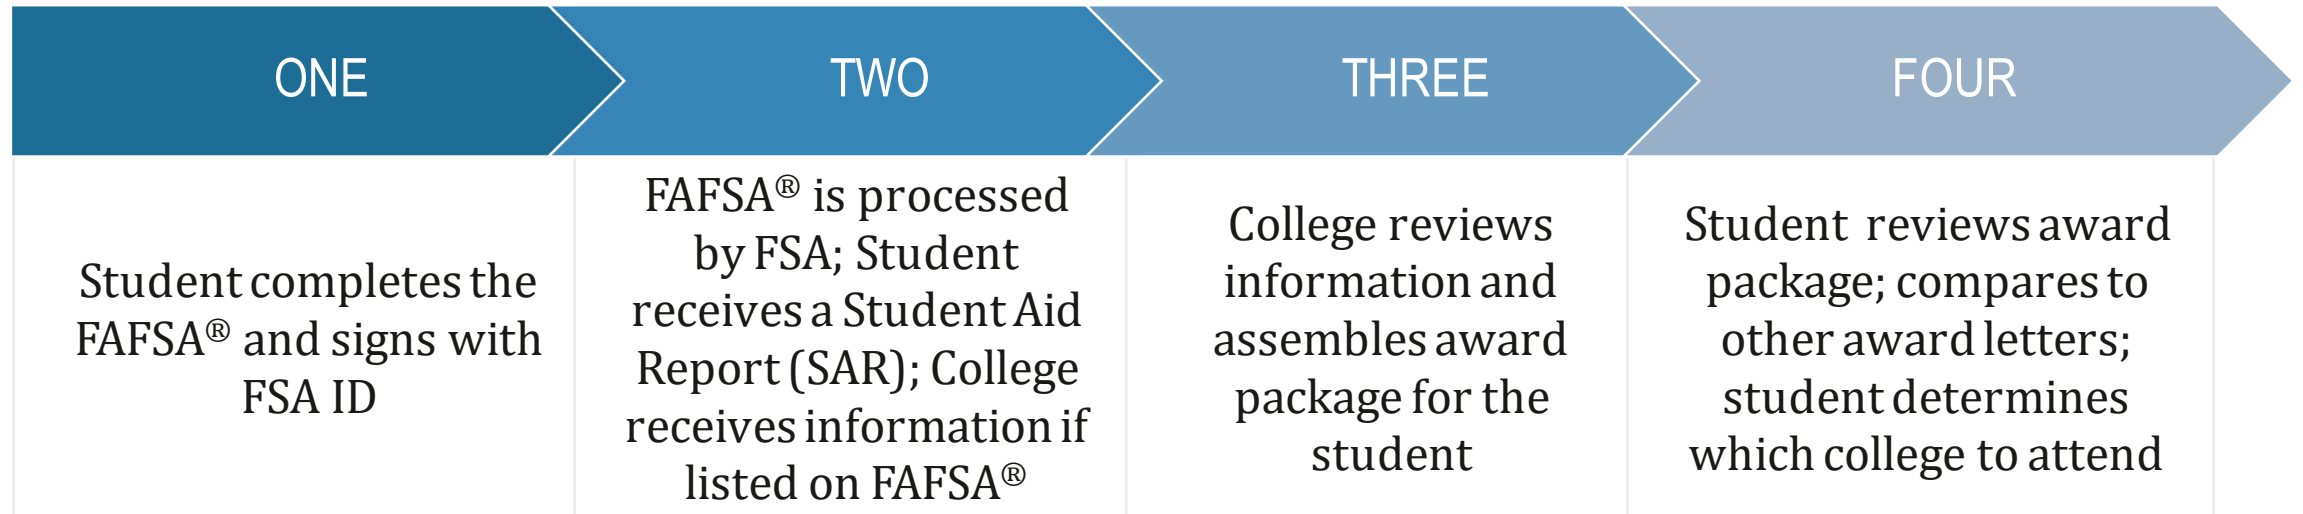 ONE
TWO
THREE
FOUR
Student completes the
FAFSA® and signs with
FSA ID
FAFSA® is processed
by FSA; Student
receives a Student Aid
Report (SAR); College
receives information if
listed on FAFSA®
College reviews
information and
assembles award
package for the
student
Student reviews award
package; compares to
other award letters;
student determines
which college to attend